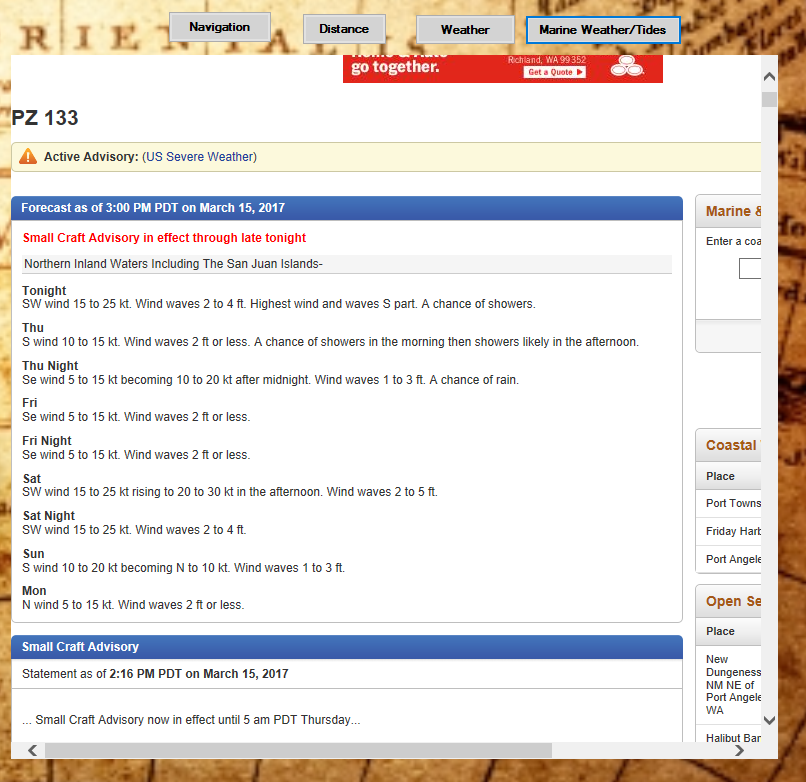 Navigation
Distance
Weather
Marine Weather/Tides
RIENTALIS
go together.
Richland, WA 99352
Get a Quote
PZ 133
Active Advisory: (US Severe Weather)
Forecast as of 3:00 PM PDT on March 15, 2017
Small Craft Advisory in effect through late tonight
Northern Inland Waters Including The San Juan Islands-
Tonight
SW wind 15 to 25 kt. Wind waves 2 to 4 ft. Highest wind and waves S part. A chance of showers.
Thu
S wind 10 to 15 kt. Wind waves 2 ft or less. A chance of showers in the morning then showers likely in the afternoon.
Thu Night
Se wind 5 to 15 kt becoming 10 to 20 kt after midnight. Wind waves 1 to 3 ft. A chance of rain.
Fri
Se wind 5 to 15 kt. Wind waves 2 ft or less.
Fri Night
Se wind 5 to 15 kt. Wind waves 2 ft or less.
Sat
SW wind 15 to 25 kt rising to 20 to 30 kt in the afternoon. Wind waves 2 to 5 ft.
Sat Night
SW wind 15 to 25 kt. Wind waves 2 to 4 ft.
Sun
S wind 10 to 20 kt becoming N to 10 kt. Wind waves 1 to 3 ft.
Mon
N wind 5 to 15 kt. Wind waves 2 ft or less.
Small Craft Advisory
Statement as of 2:16 PM PDT on March 15, 2017
... Small Craft Advisory now in effect until 5 am PDT Thursday...
Marine &
Enter a coa
Coastal
Place
Port Towns
Friday Harb
Port Angele
Open Se
Place
New
Dungeness
NM NE of
Port Angele
WA
Halibut Ban